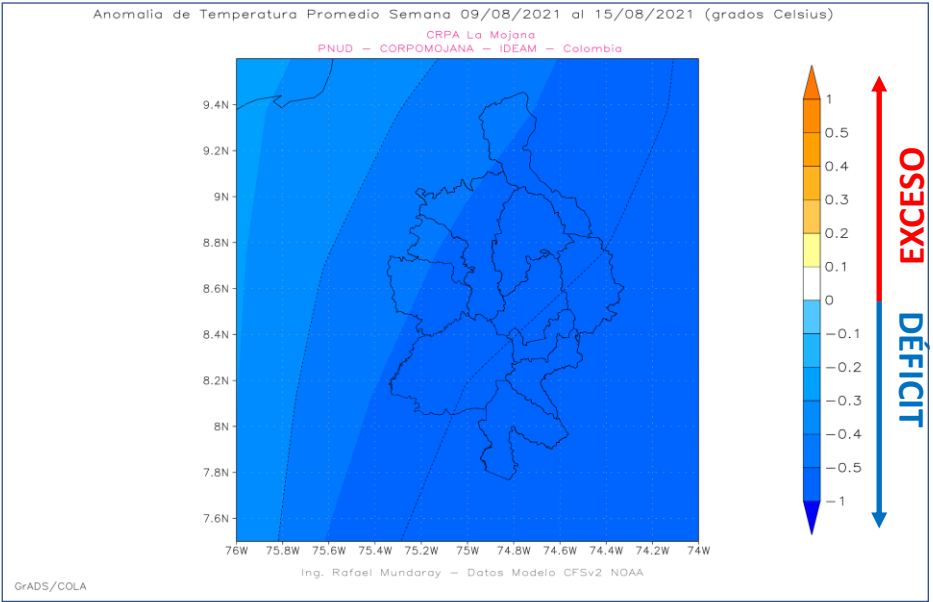 Anomalia de Temperatura Promedio Semana 09/08/2021 al 15/08/2021 (grados Celsius)
CRPA La Mojana
PNUD — CORPOMOJANA — IDEAM — Colombia
9.4N
9.2N
9N
8.8N
8.6N
8.4N
8.2N
8N
7.8N
7.6N
76W 75.8W 75.6W 75.4W 75.2W 75W 74.8W 74.6W 74.4W 74.2W 74W
1
0.5
0.4
0.3
0.2
0.1
0
−0.1
−0.2
−0.3
−0.4
−0.5
−1
EXCESO
DÉFICIT
Ing. Rafael Mundaray — Datos Modelo CFSv2 NOAA
GrADS/COLA